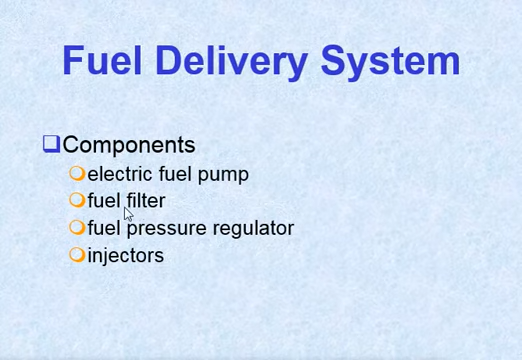 Fuel Delivery System
Components
electric fuel pump
fuel filter
fuel pressure regulator
injectors